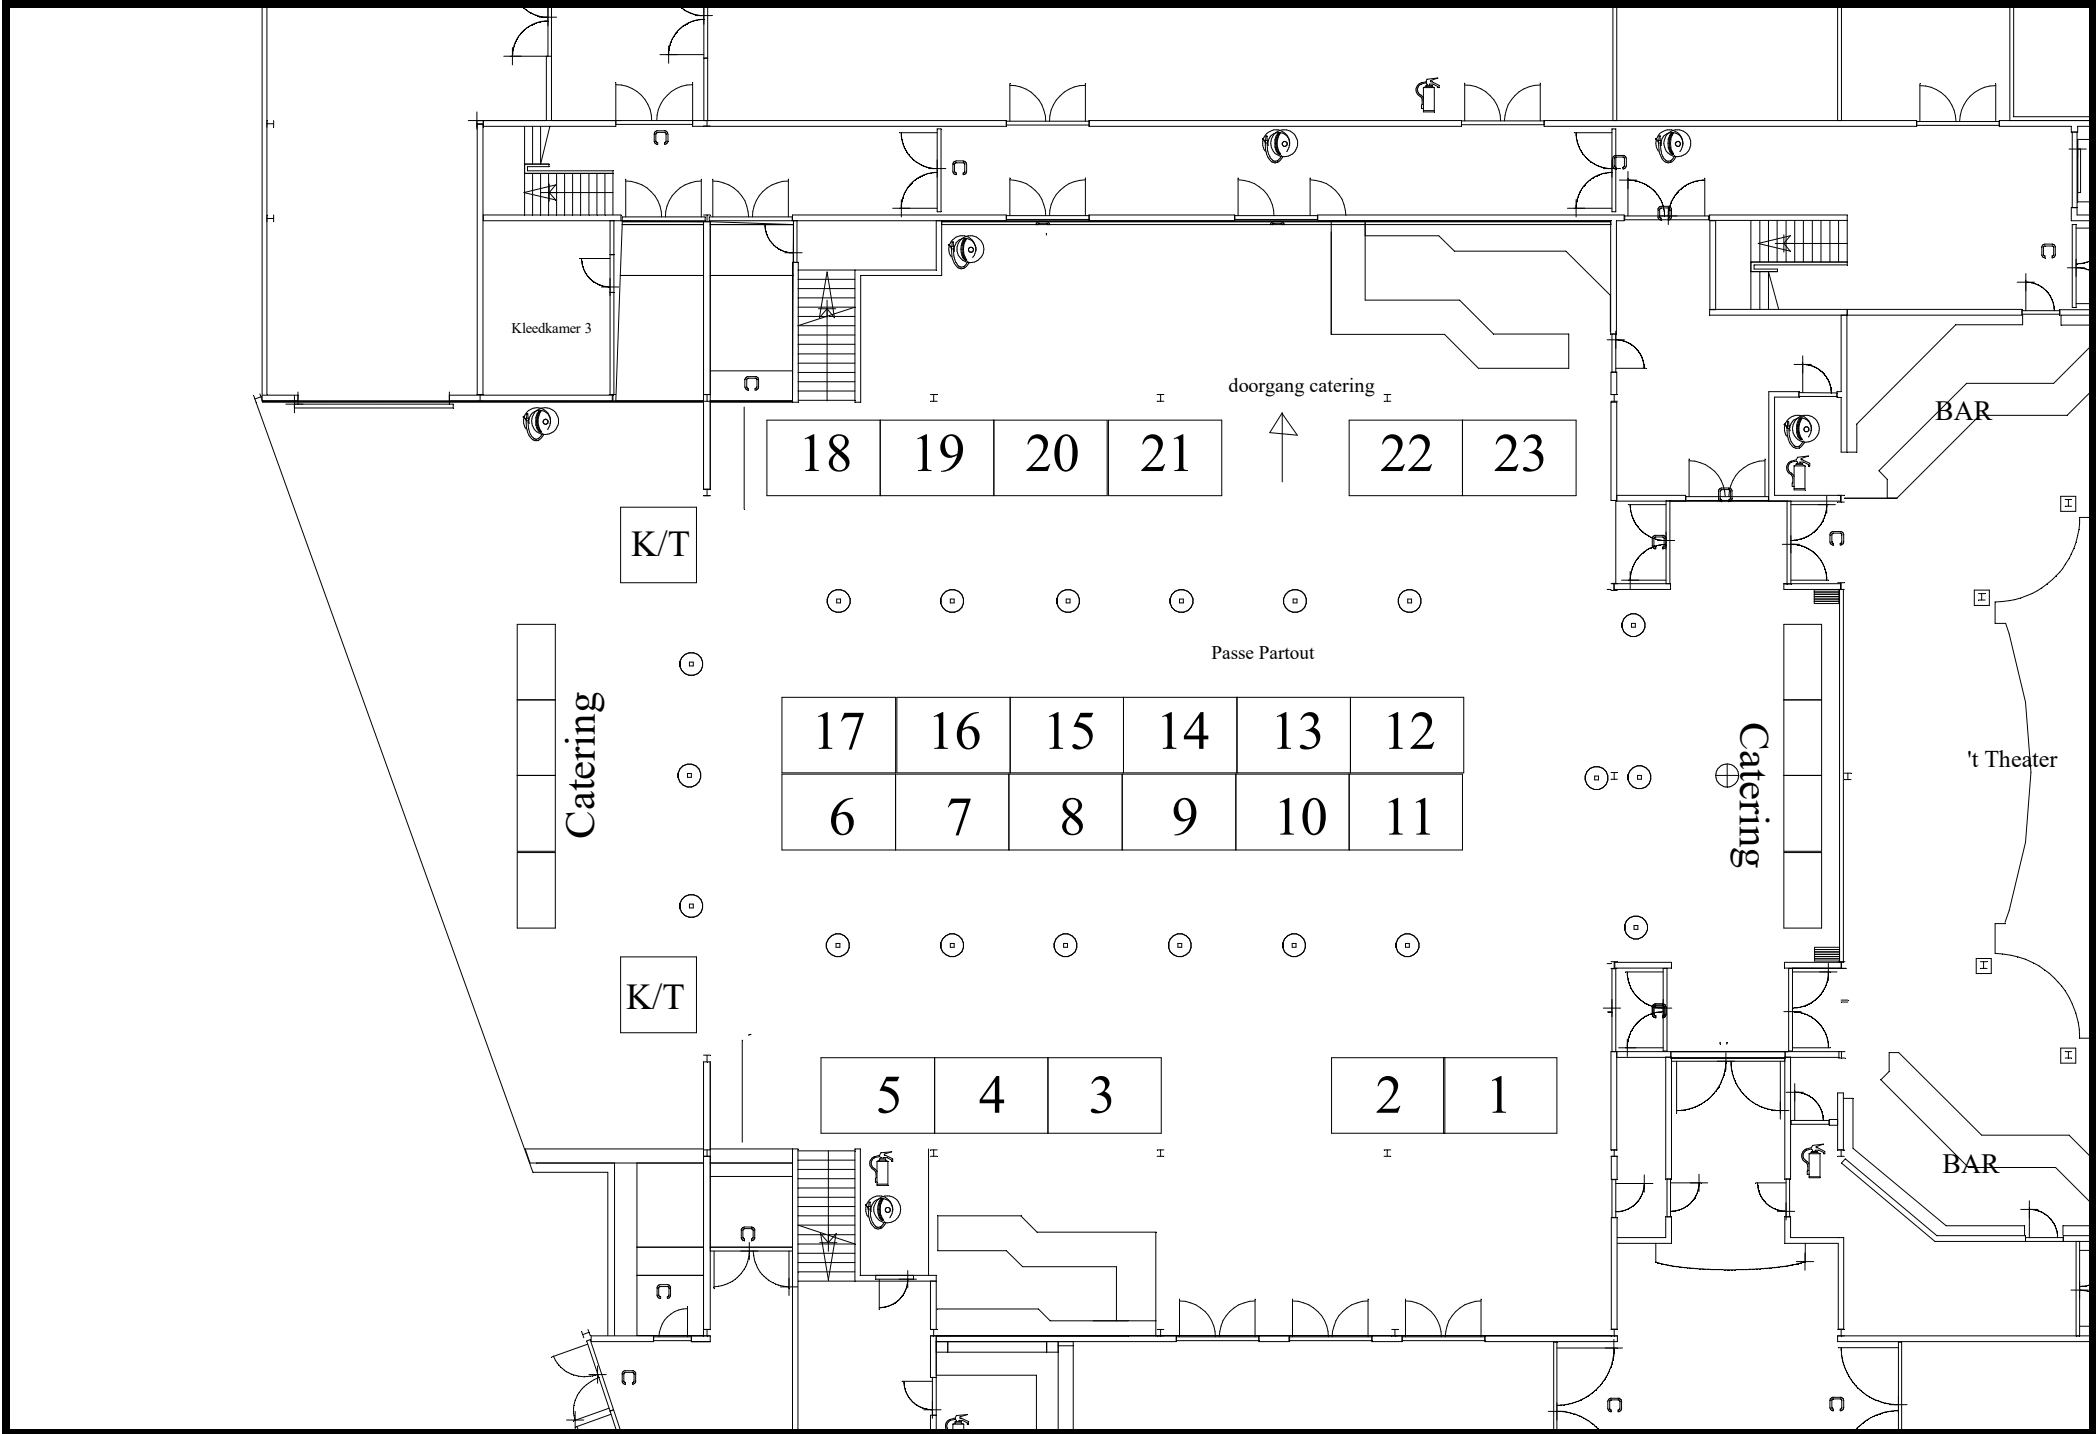 Kleedkamer 3
doorgang catering
BAR
18 19 20 21 22 23
K/T
Passe Partout
Catering
17 16 15 14 13 12
6 7 8 9 10 11
Catering
't Theater
K/T
5 4 3 2 1
BAR